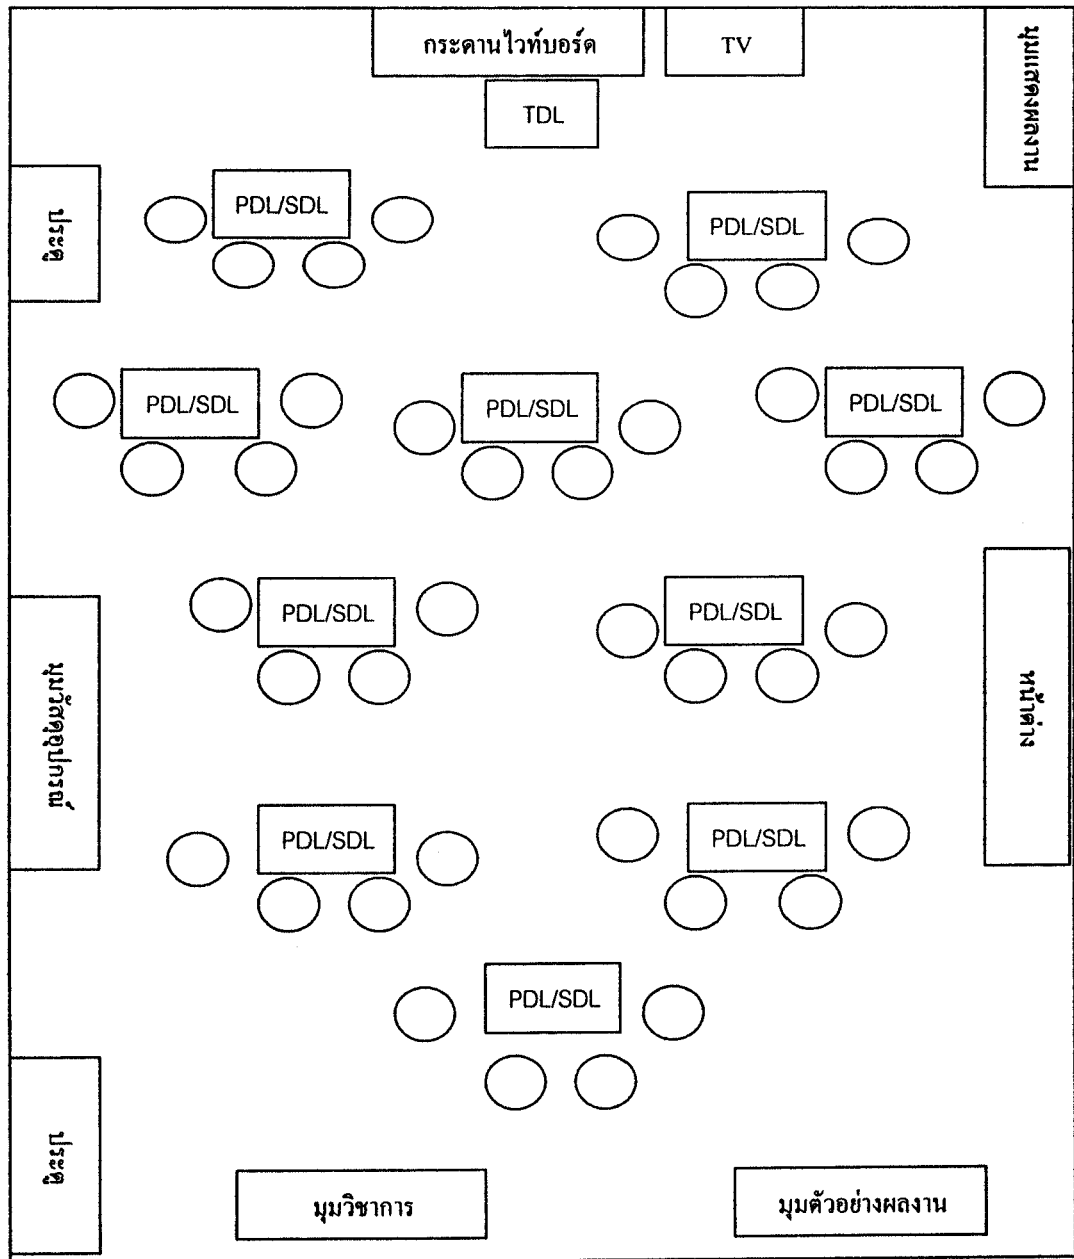 กระดานไวท์บอร์ด
TV
มุมแสดงผลงาน
TDL
ประตู
PDL/SDL
PDL/SDL
PDL/SDL
PDL/SDL
PDL/SDL
PDL/SDL
PDL/SDL
มุมวัสดุอุปกรณ์
หน้าต่าง
PDL/SDL
PDL/SDL
PDL/SDL
ประตู
มุมวิชาการ
มุมตัวอย่างผลงาน